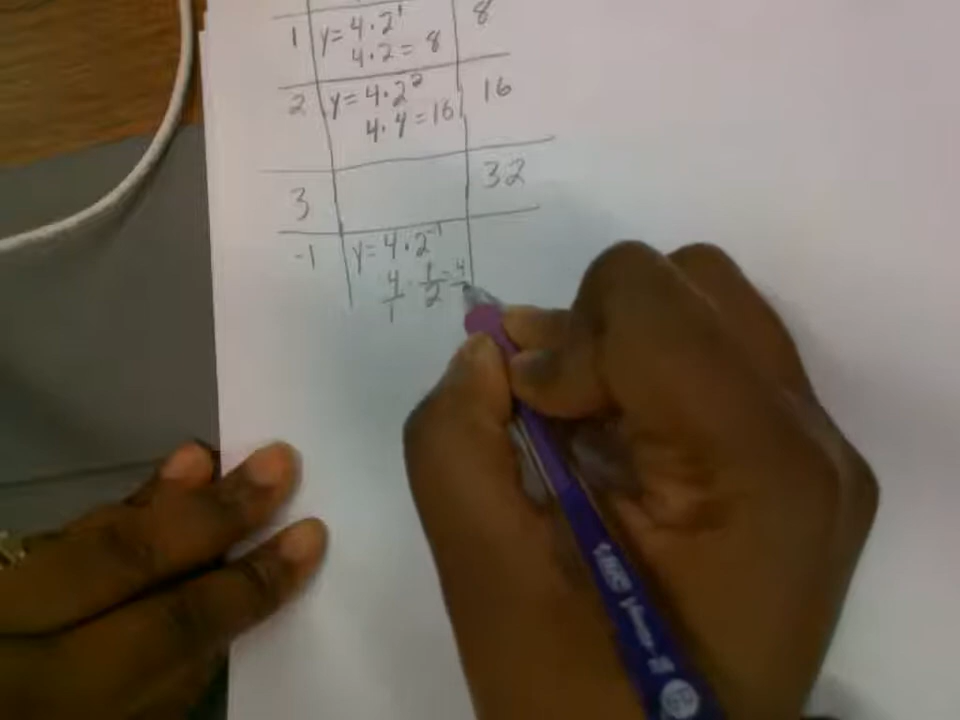 1 y=4·2¹ 8
4·2= 8
2 y=4·2² 16
4·4=16
3 32
-1 y=4·2⁻¹
4/1 · 1/2 = 4/